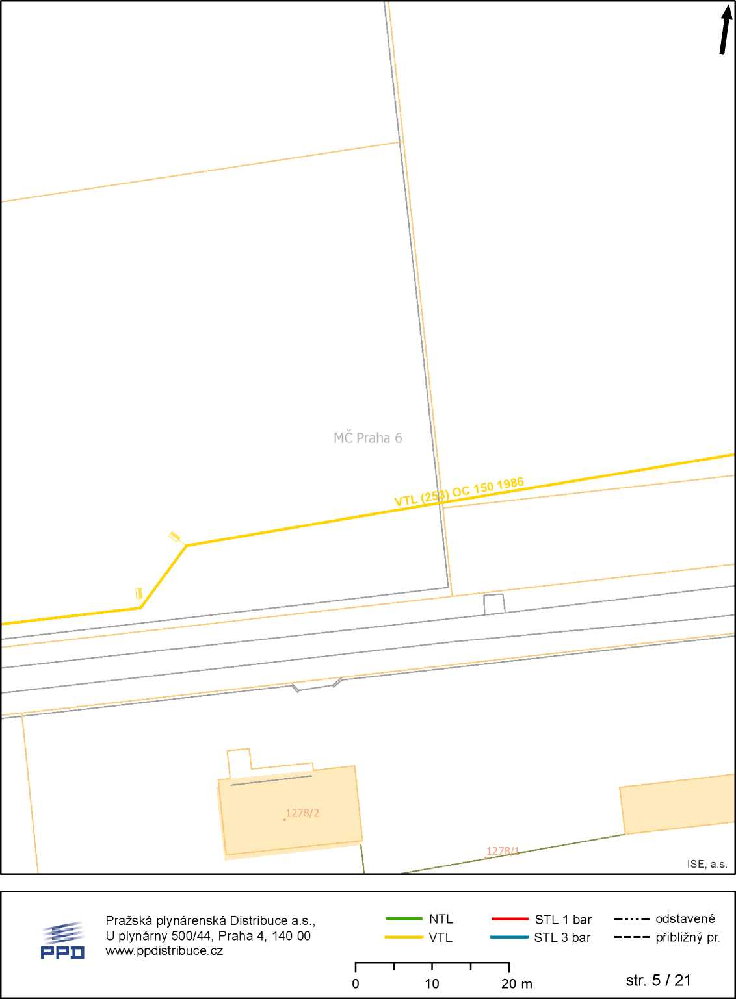 MČ Praha 6
VTL (253) OC 150 1986
1278/2
1278/1
ISE, a.s.
PPD
Pražská plynárenská Distribuce a.s.,
U plynárny 500/44, Praha 4, 140 00
www.ppdistribuce.cz
NTL
VTL
STL 1 bar
STL 3 bar
odstavené
přibližný pr.
0 10 20 m
str. 5 / 21